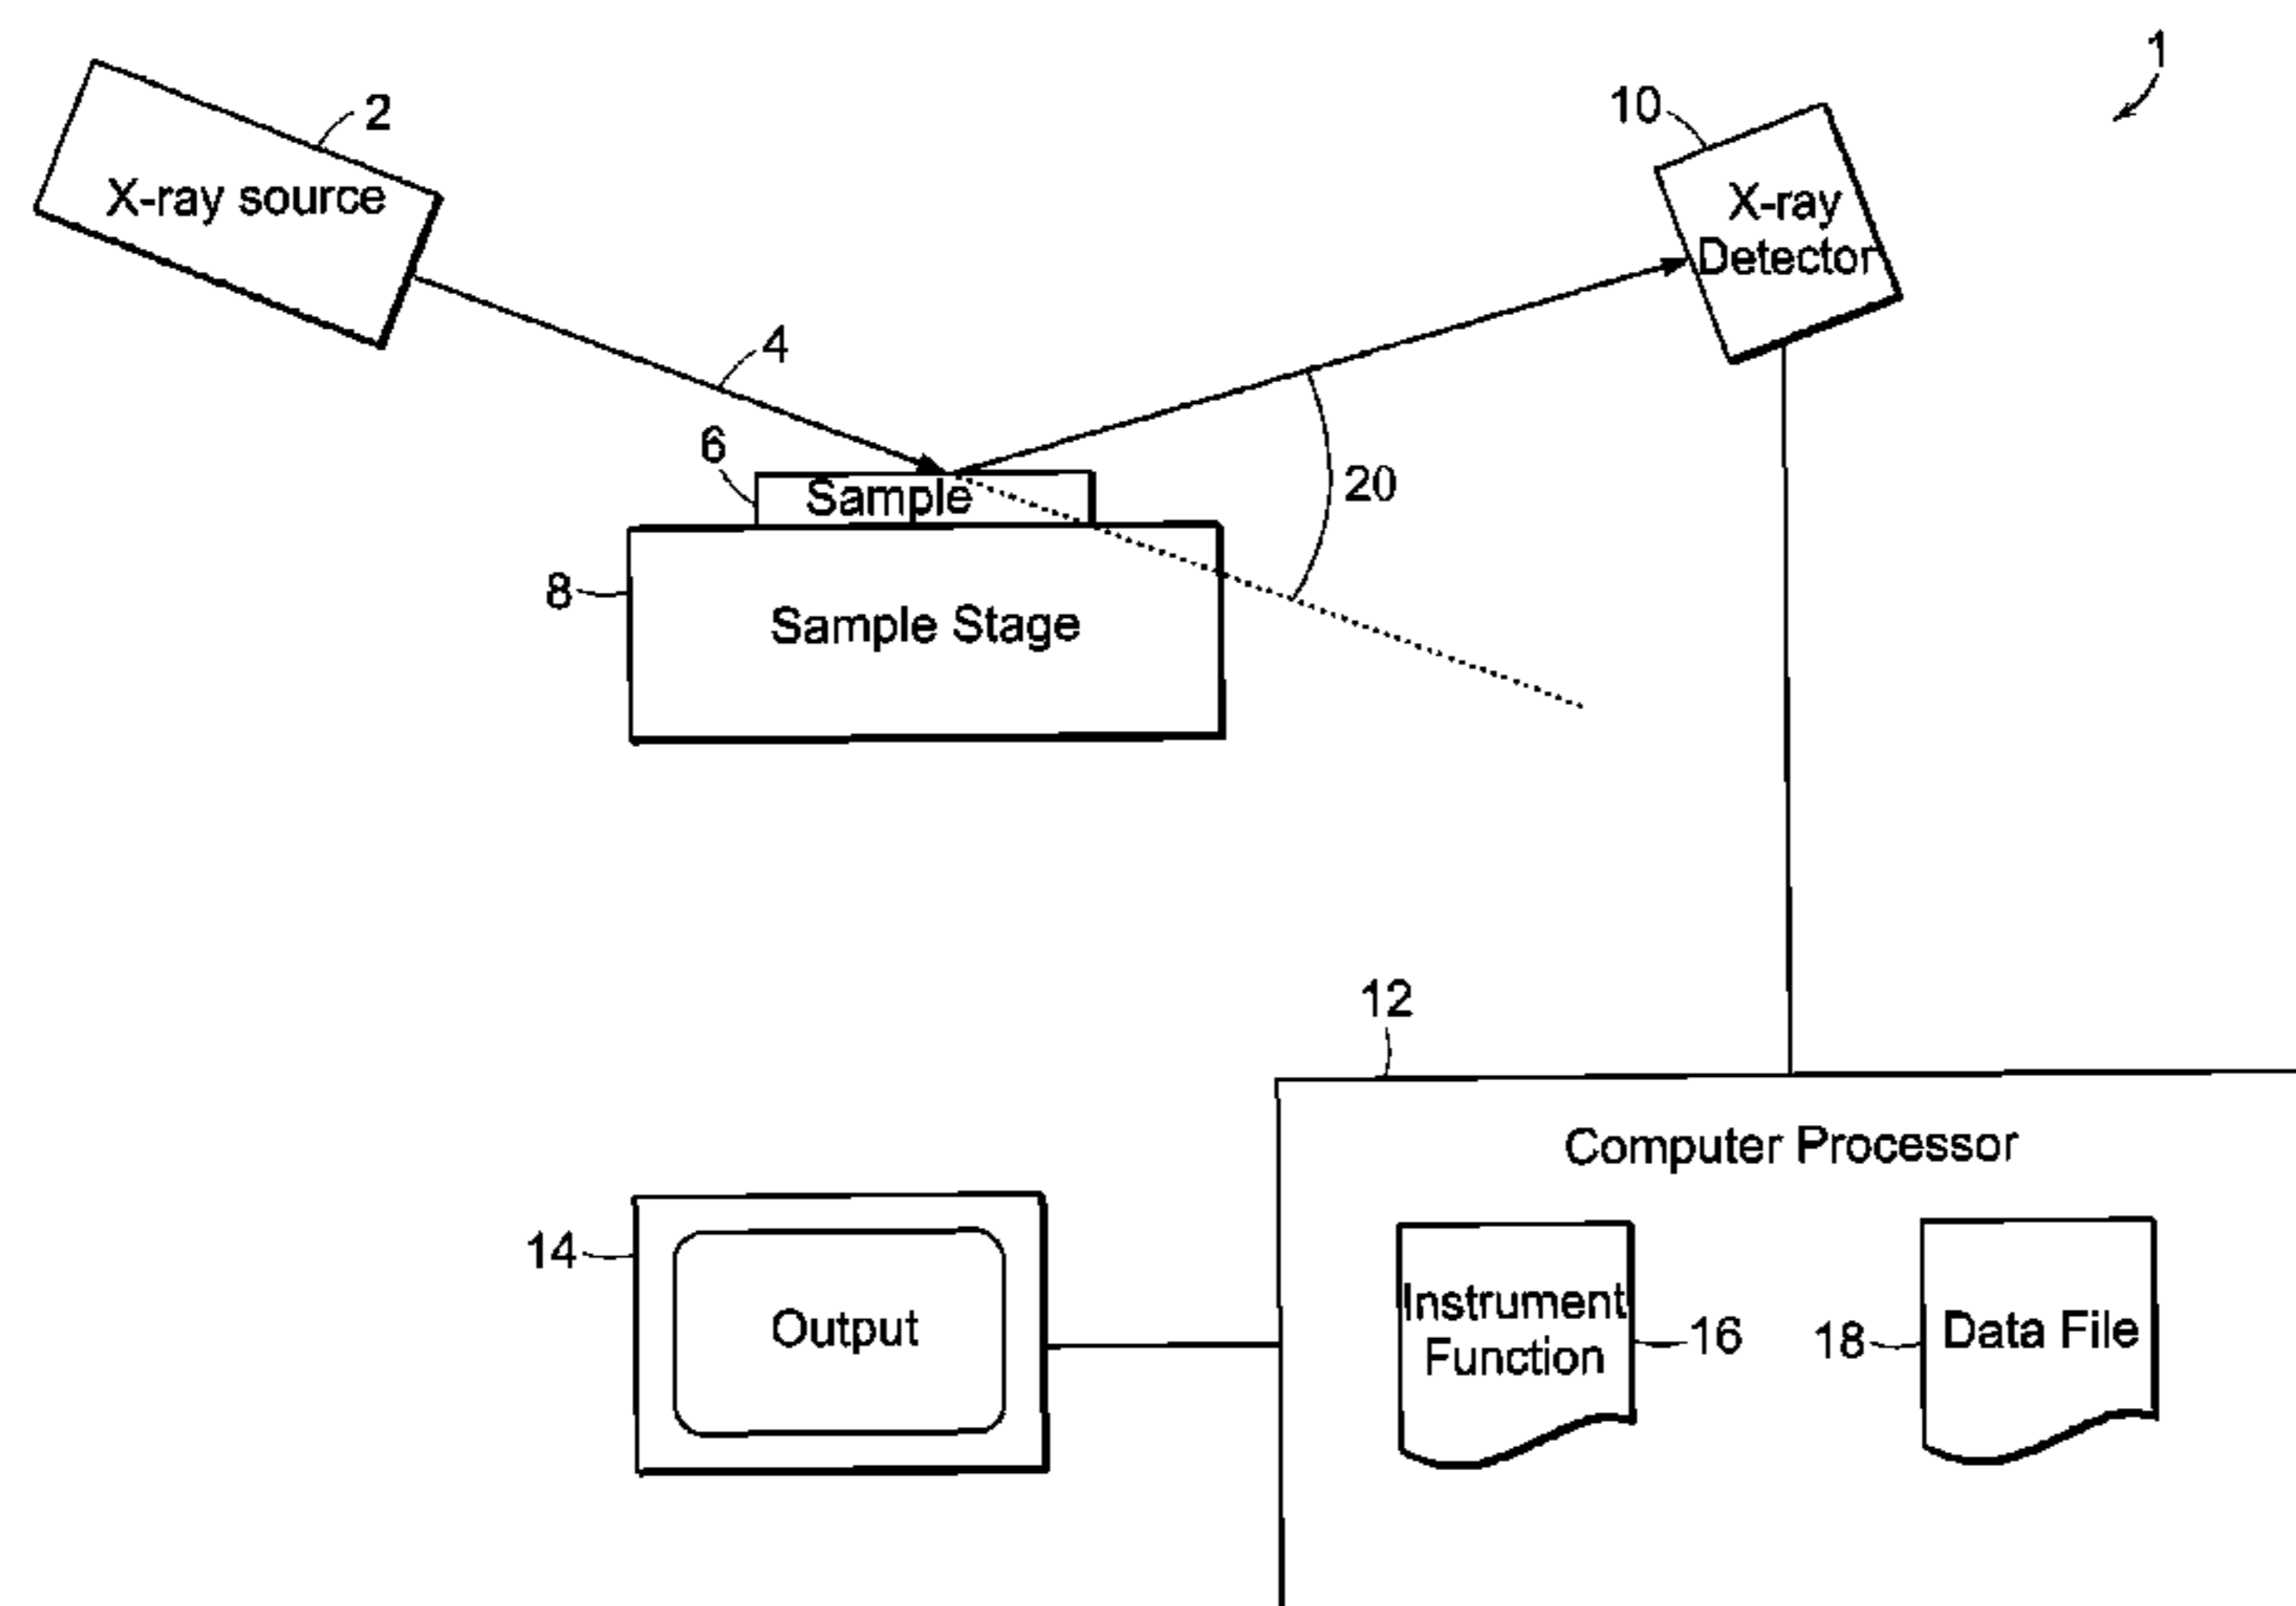 1
2
X-ray source
10
X-ray
Detector
4
6
Sample
20
8
Sample Stage
12
Computer Processor
14
Output
Instrument
Function
16
18
Data File